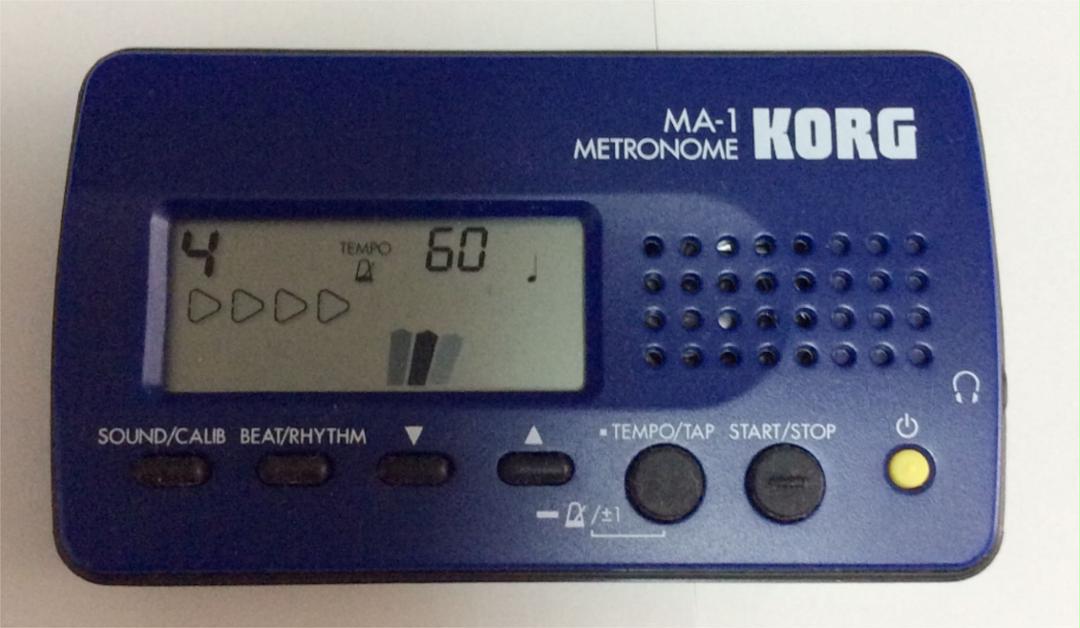 MA-1
METRONOME KORG
4 TEMPO 60
SOUND/CALIB BEAT/RHYTHM ▼ ▲ ▪ TEMPO/TAP START/STOP
/±1